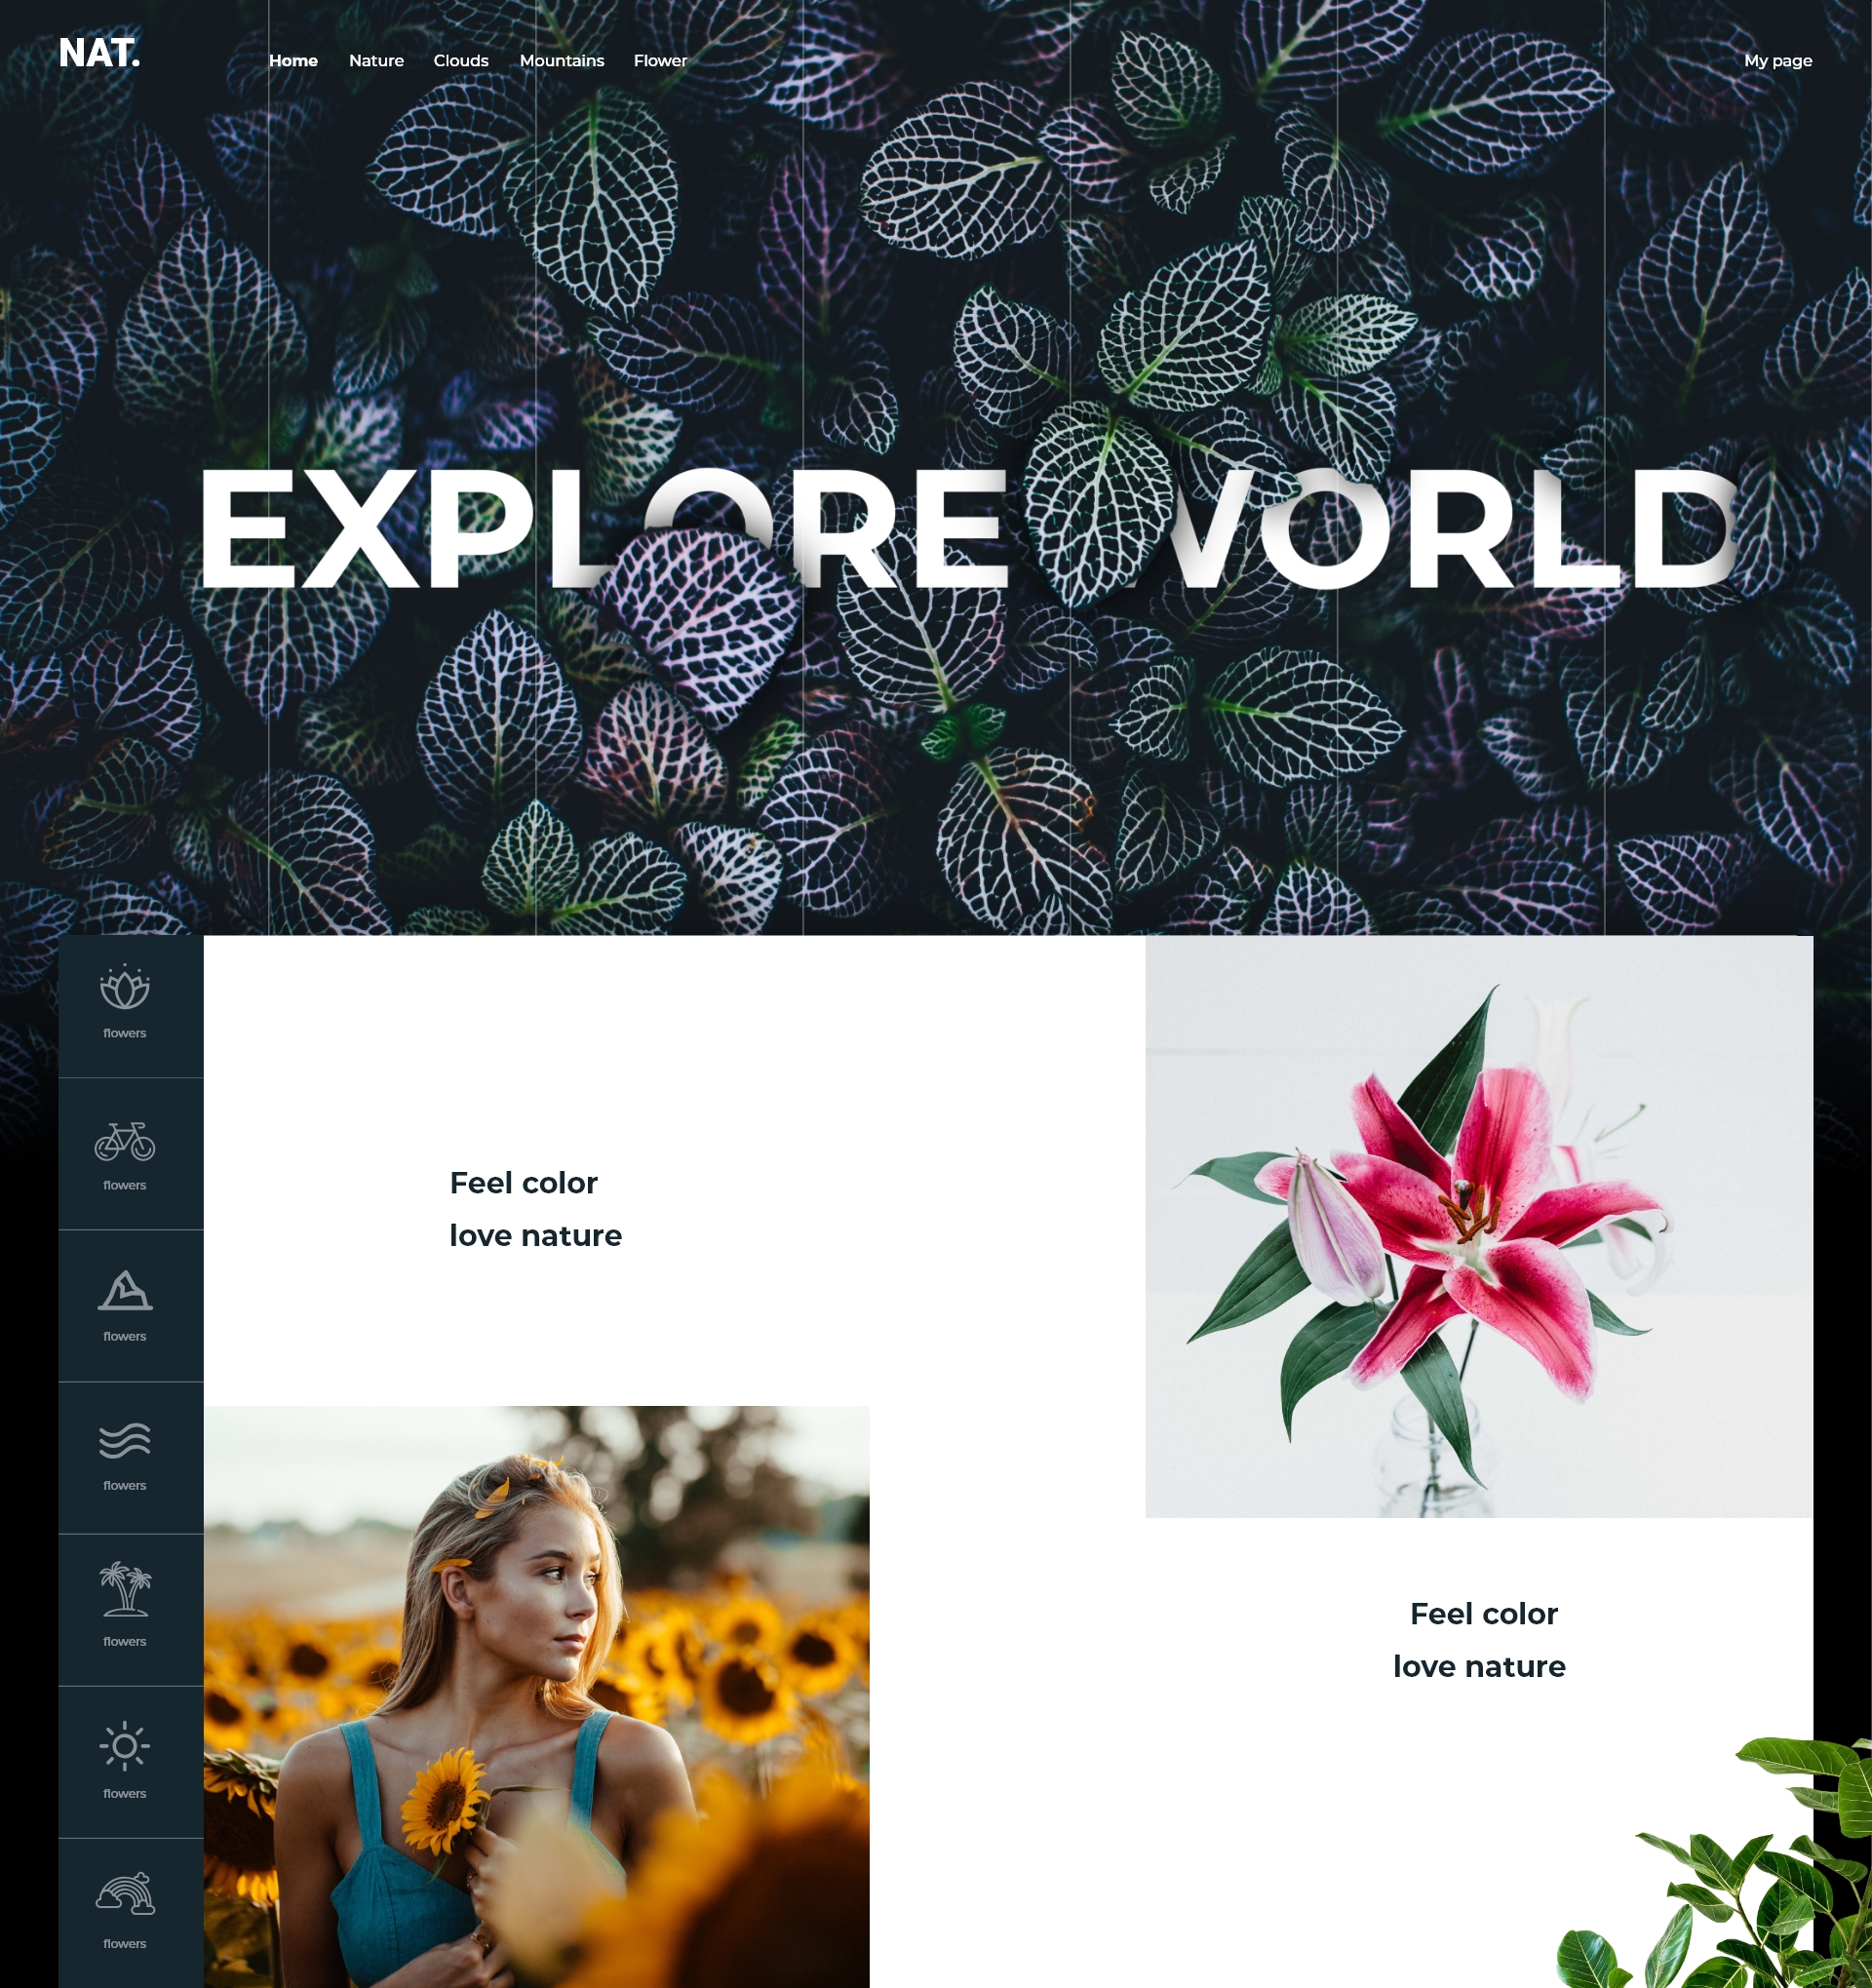 NAT.
Home Nature Clouds Mountains Flower My page
EXPLORE WORLD
flowers
flowers
flowers
flowers
flowers
flowers
flowers
Feel color
love nature
Feel color
love nature